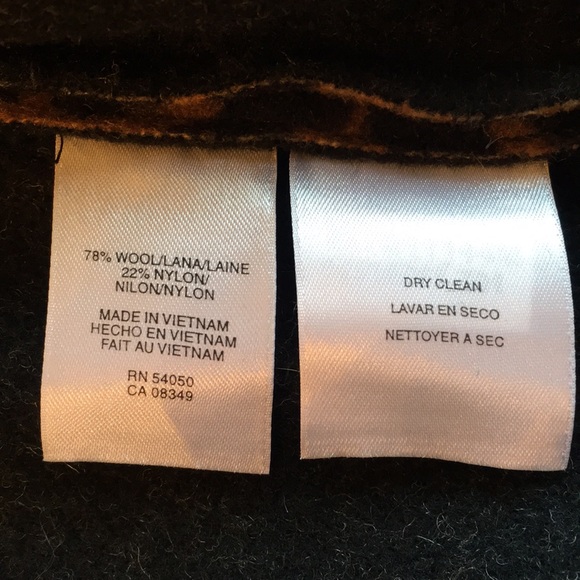 78% WOOL/LANA/LAINE
22% NYLON/
NILON/NYLON
MADE IN VIETNAM
HECHO EN VIETNAM
FAIT AU VIETNAM
RN 54050
CA 08349
DRY CLEAN
LAVAR EN SECO
NETTOYER A SEC